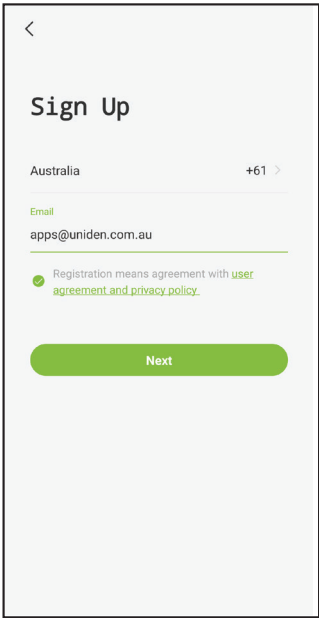 Sign Up
Australia +61
Email
apps@uniden.com.au
Registration means agreement with user
agreement and privacy policy
Next